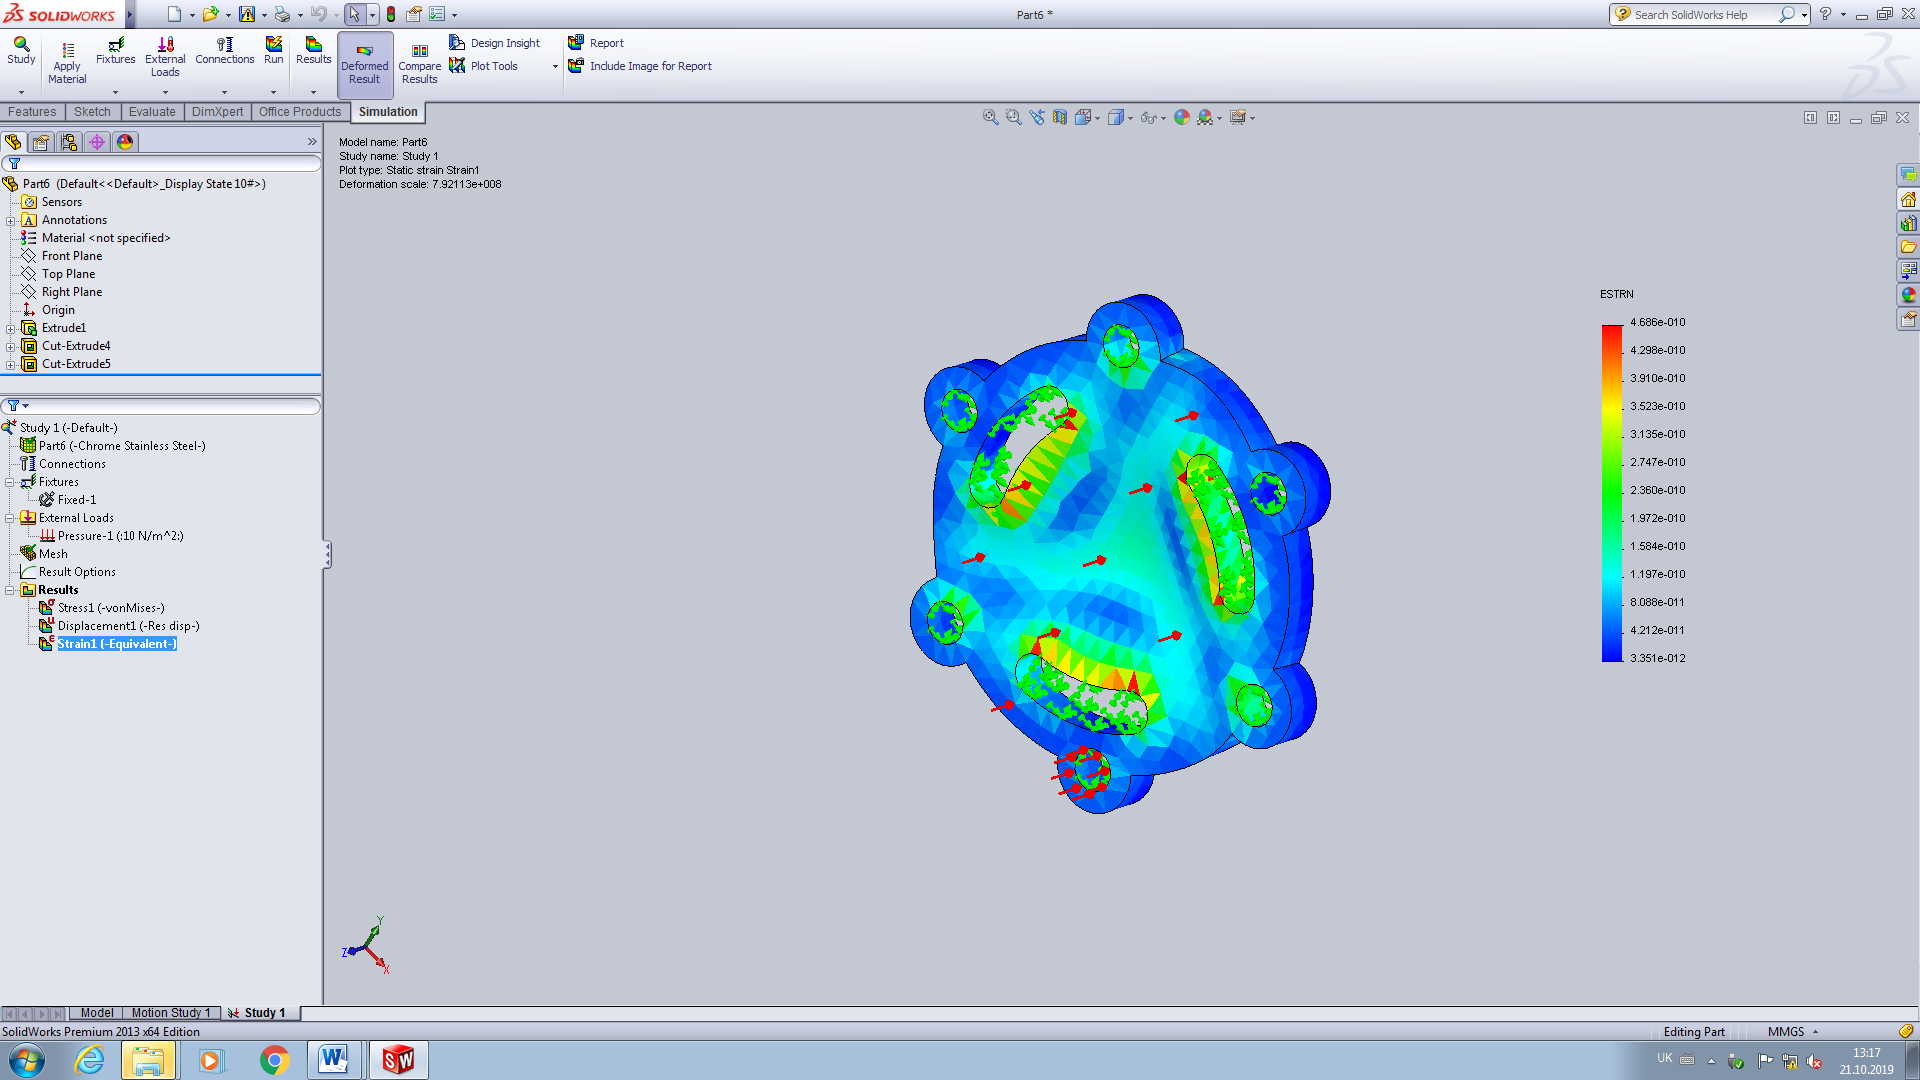 SOLIDWORKS
Part6 *
Search SolidWorks Help
Study
Apply
Material
Fixtures
External
Loads
Connections
Run
Results
Deformed
Result
Compare
Results
Design Insight
Plot Tools
Report
Include Image for Report
Features
Sketch
Evaluate
DimXpert
Office Products
Simulation
Part6 (Default<<Default>_Display State 10#>)
Sensors
Annotations
Material <not specified>
Front Plane
Top Plane
Right Plane
Origin
Extrude1
Cut-Extrude4
Cut-Extrude5
Study 1 (-Default-)
Part6 (-Chrome Stainless Steel-)
Connections
Fixtures
Fixed-1
External Loads
Pressure-1 (:10 N/m^2:)
Mesh
Result Options
Results
Stress1 (-vonMises-)
Displacement1 (-Res disp-)
Strain1 (-Equivalent-)
Model name: Part6
Study name: Study 1
Plot type: Static strain Strain1
Deformation scale: 7.92113e+008
ESTRN
4.686e-010
4.298e-010
3.910e-010
3.523e-010
3.135e-010
2.747e-010
2.360e-010
1.972e-010
1.584e-010
1.197e-010
8.088e-011
4.212e-011
3.351e-012
Y
Z
X
Model
Motion Study 1
Study 1
SolidWorks Premium 2013 x64 Edition
Editing Part
MMGS
UK
13:17
21.10.2019